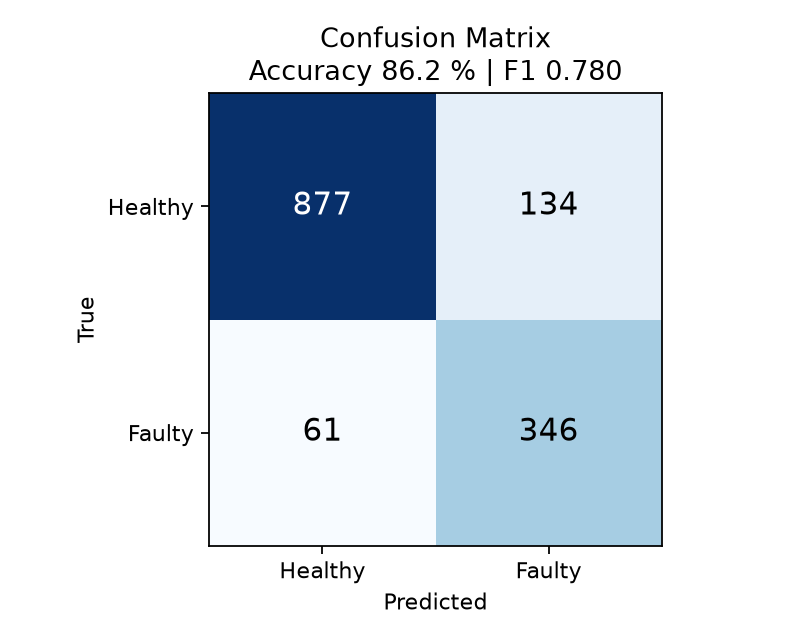 Confusion Matrix
Accuracy 86.2 % | F1 0.780
Healthy
877
134
True
Faulty
61
346
Healthy
Faulty
Predicted